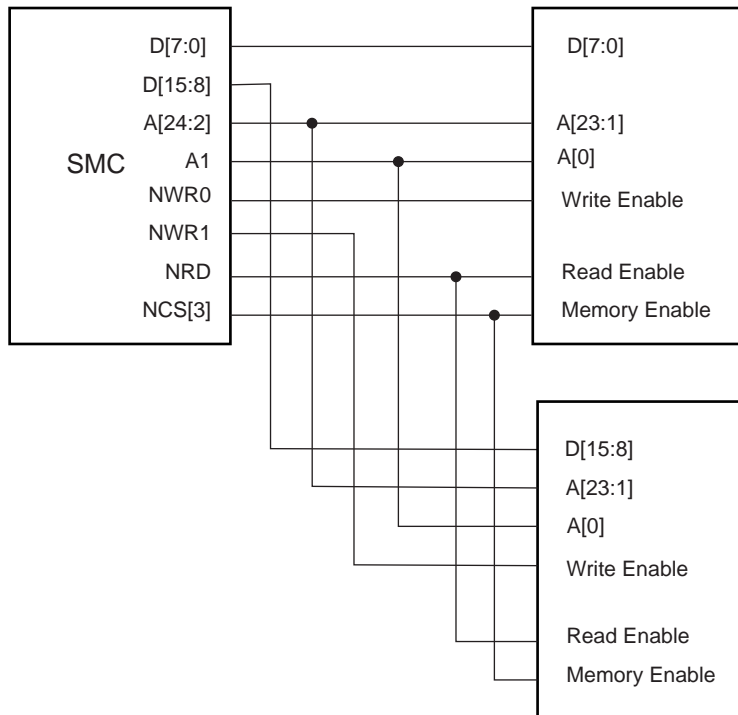 D[7:0]
D[15:8]
A[24:2]
SMC
A1
NWR0
NWR1
NRD
NCS[3]
D[7:0]
A[23:1]
A[0]
Write Enable
Read Enable
Memory Enable
D[15:8]
A[23:1]
A[0]
Write Enable
Read Enable
Memory Enable